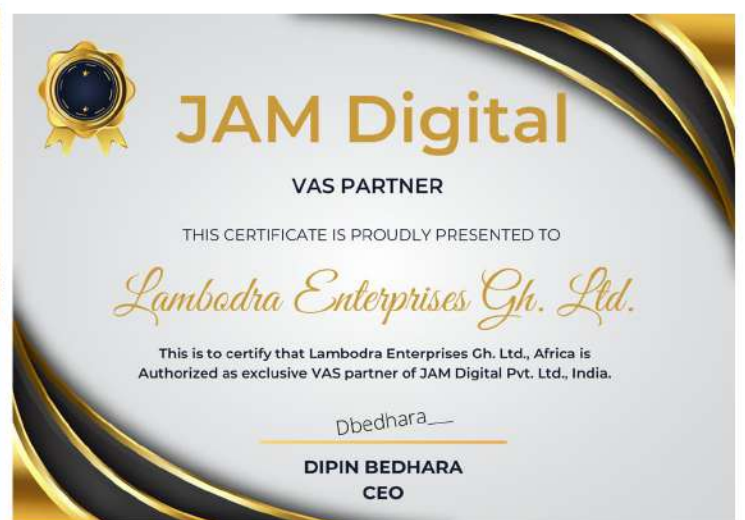 JAM Digital
VAS PARTNER
THIS CERTIFICATE IS PROUDLY PRESENTED TO
Lambodra Enterprises Gh. Ltd.
This is to certify that Lambodra Enterprises Gh. Ltd., Africa is
Authorized as exclusive VAS partner of JAM Digital Pvt. Ltd., India.
Dbedhara__
DIPIN BEDHARA
CEO